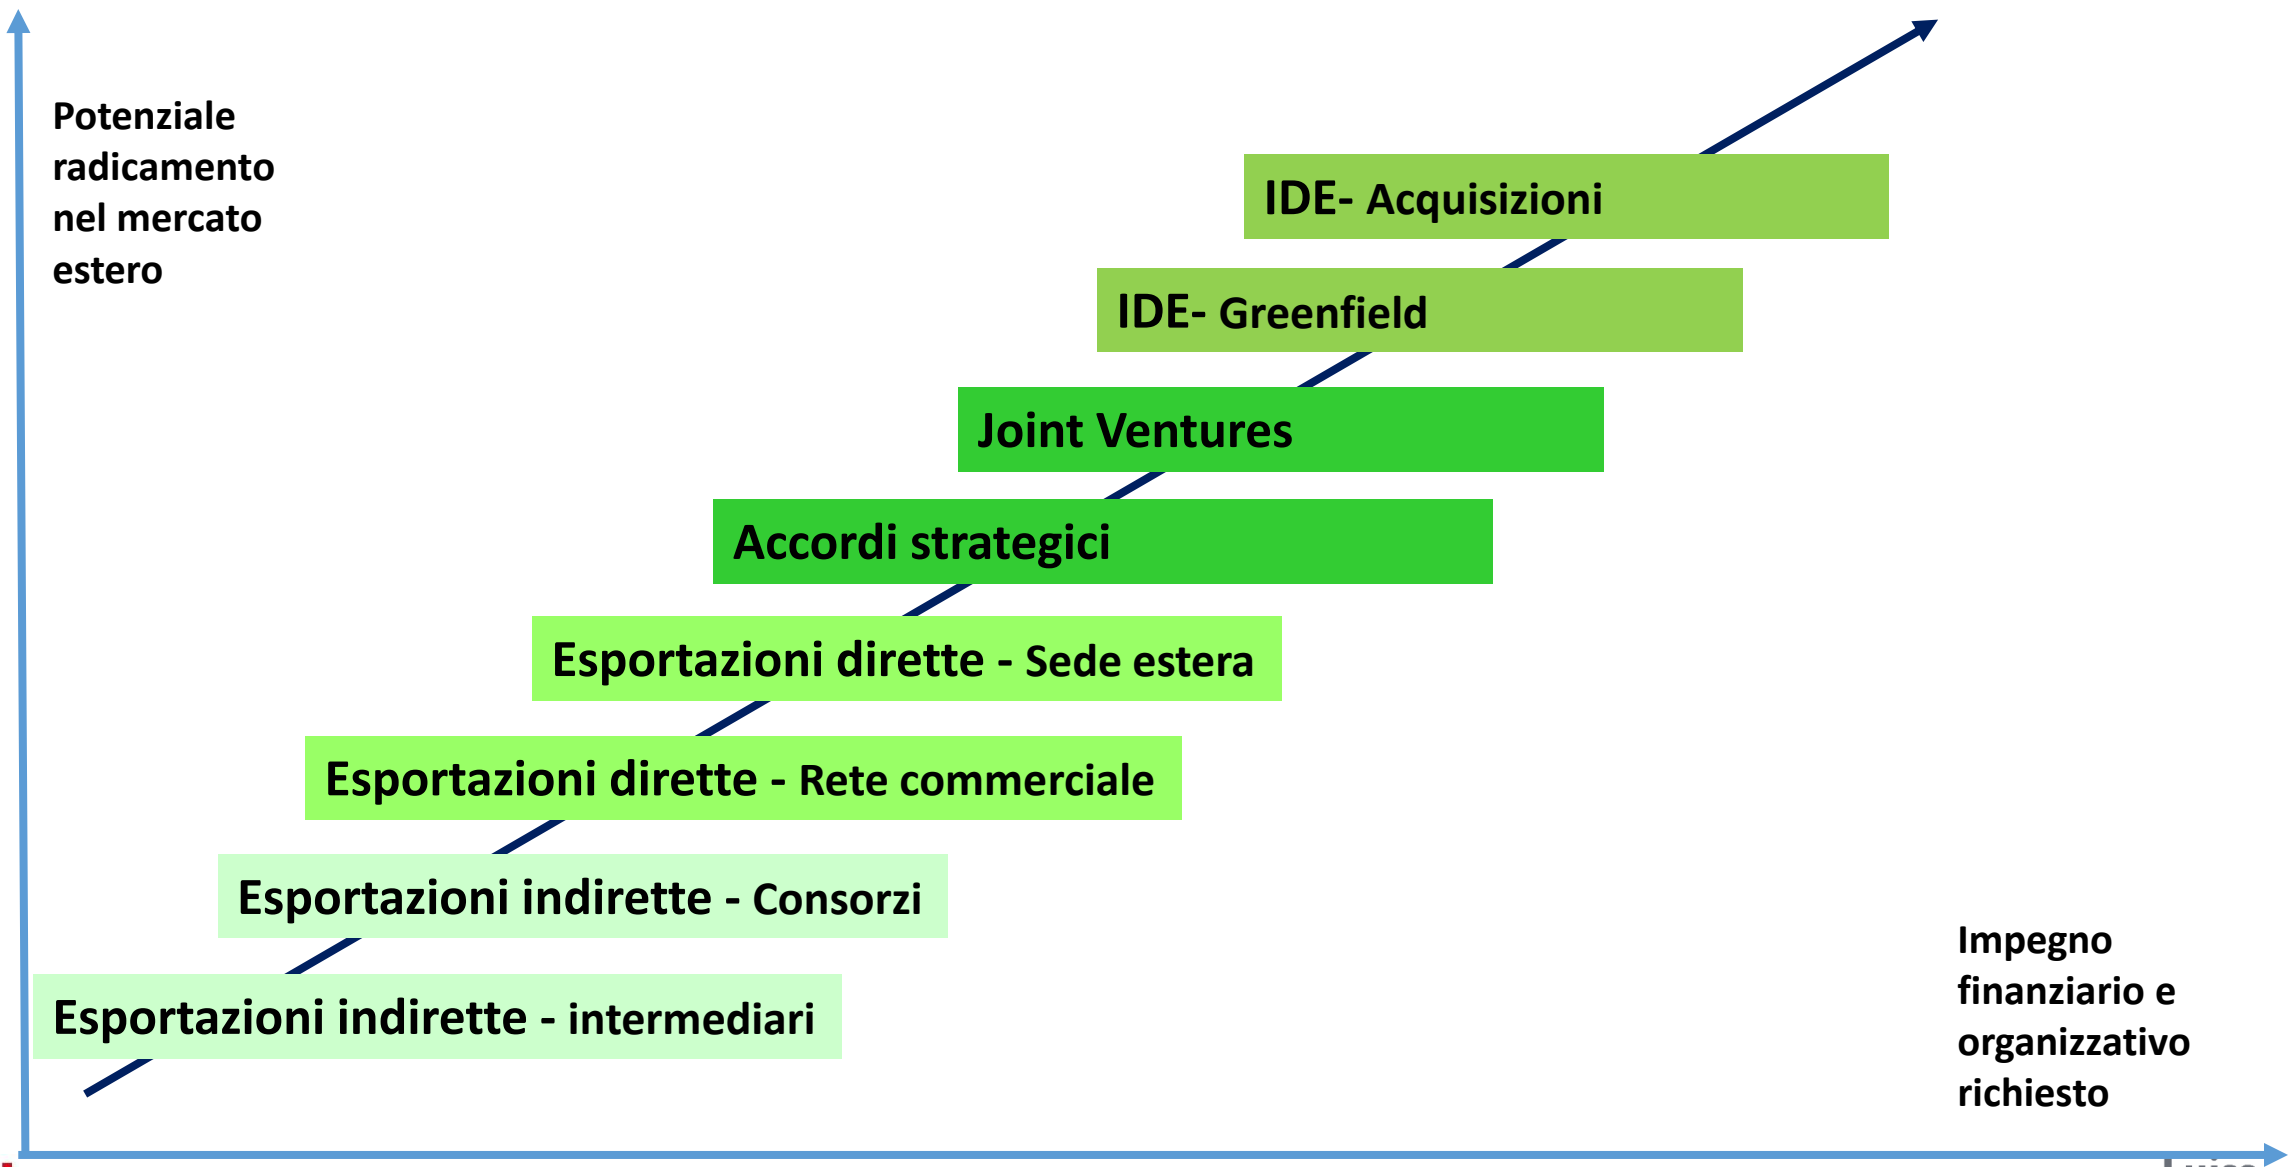 Potenziale
radicamento
nel mercato
estero
IDE- Acquisizioni
IDE- Greenfield
Joint Ventures
Accordi strategici
Esportazioni dirette - Sede estera
Esportazioni dirette - Rete commerciale
Esportazioni indirette - Consorzi
Esportazioni indirette - intermediari
Impegno
finanziario e
organizzativo
richiesto